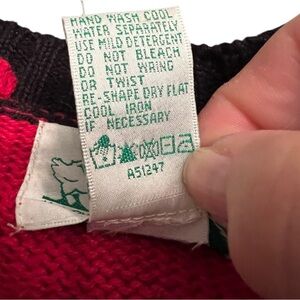 HAND WASH COOL
WATER SEPARATELY
USE MILD DETERGENT
DO NOT BLEACH
DO NOT WRING
OR TWIST
RE-SHAPE DRY FLAT
COOL IRON
IF NECESSARY
A51247